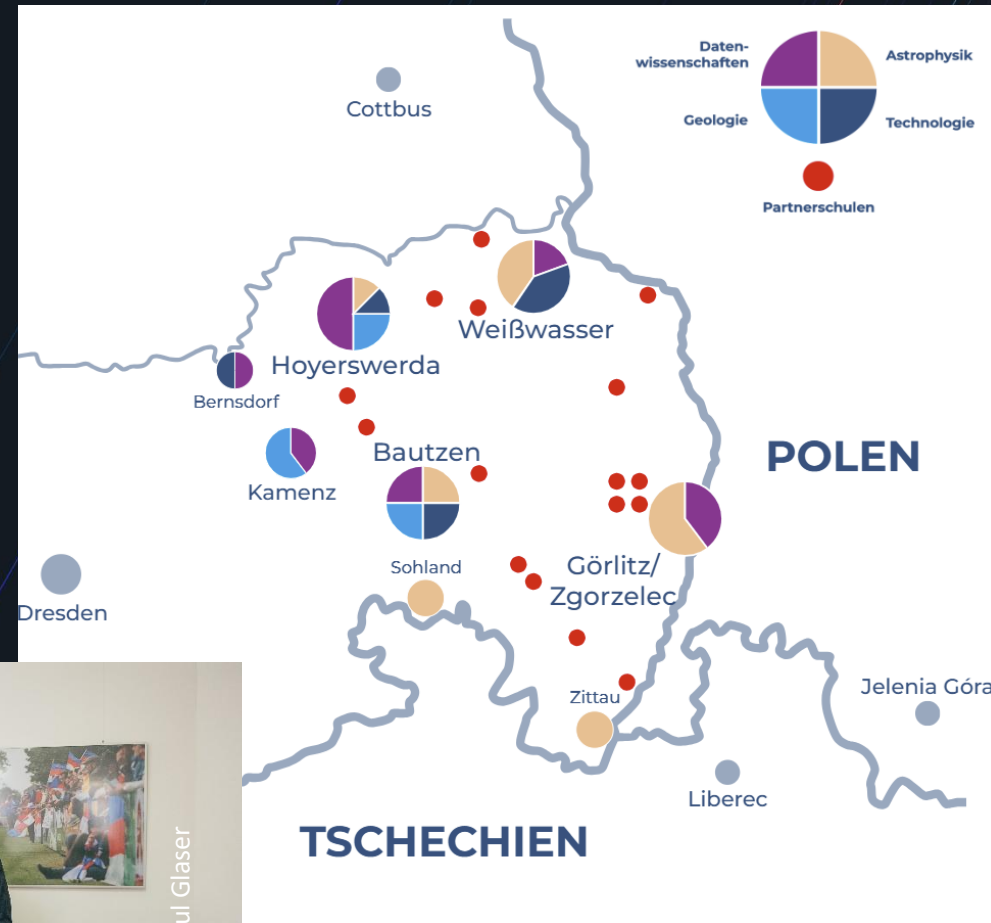 Daten-
wissenschaften
Astrophysik
Geologie
Technologie
Partnerschulen
Cottbus
Weißwasser
Hoyerswerda
Bernsdorf
Bautzen
Kamenz
POLEN
Sohland
Görlitz/
Zgorzelec
Dresden
Zittau
Jelenia Góra
Liberec
TSCHECHIEN
Glaser